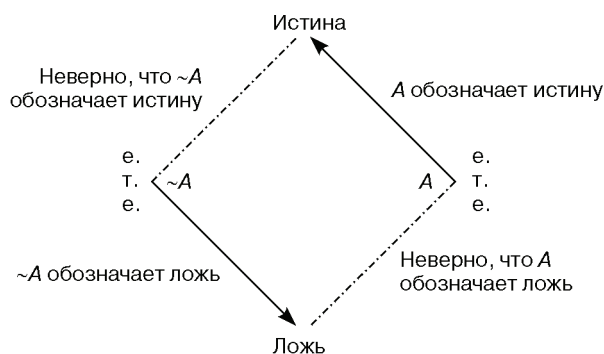 Истина
Неверно, что ~A
обозначает истину
A обозначает истину
е.
т.
е.
~A
A
е.
т.
е.
~A обозначает ложь
Неверно, что A
обозначает ложь
Ложь